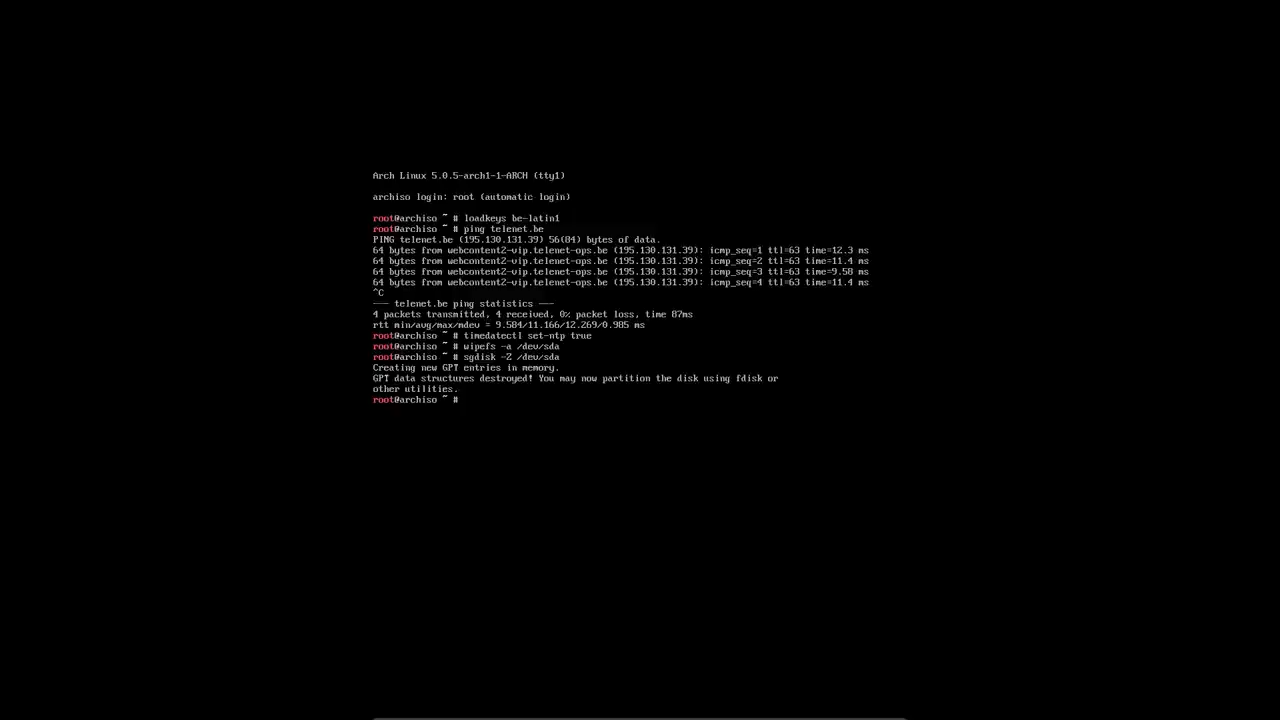 Arch Linux 5.0.5-arch1-1-ARCH (tty1)
archiso login: root (automatic login)
root@archiso ~ # loadkeys be-latin1
root@archiso ~ # ping telenet.be
PING telenet.be (195.130.131.39) 56(84) bytes of data.
64 bytes from webcontent2-vip.telenet-ops.be (195.130.131.39): icmp_seq=1 ttl=63 time=12.3 ms
64 bytes from webcontent2-vip.telenet-ops.be (195.130.131.39): icmp_seq=2 ttl=63 time=11.4 ms
64 bytes from webcontent2-vip.telenet-ops.be (195.130.131.39): icmp_seq=3 ttl=63 time=9.58 ms
64 bytes from webcontent2-vip.telenet-ops.be (195.130.131.39): icmp_seq=4 ttl=63 time=11.4 ms
^C
--- telenet.be ping statistics ---
4 packets transmitted, 4 received, 0% packet loss, time 87ms
rtt min/avg/max/mdev = 9.584/11.166/12.269/0.985 ms
root@archiso ~ # timedatectl set-ntp true
root@archiso ~ # wipefs -a /dev/sda
root@archiso ~ # sgdisk -Z /dev/sda
Creating new GPT entries in memory.
GPT data structures destroyed! You may now partition the disk using fdisk or
other utilities.
root@archiso ~ #